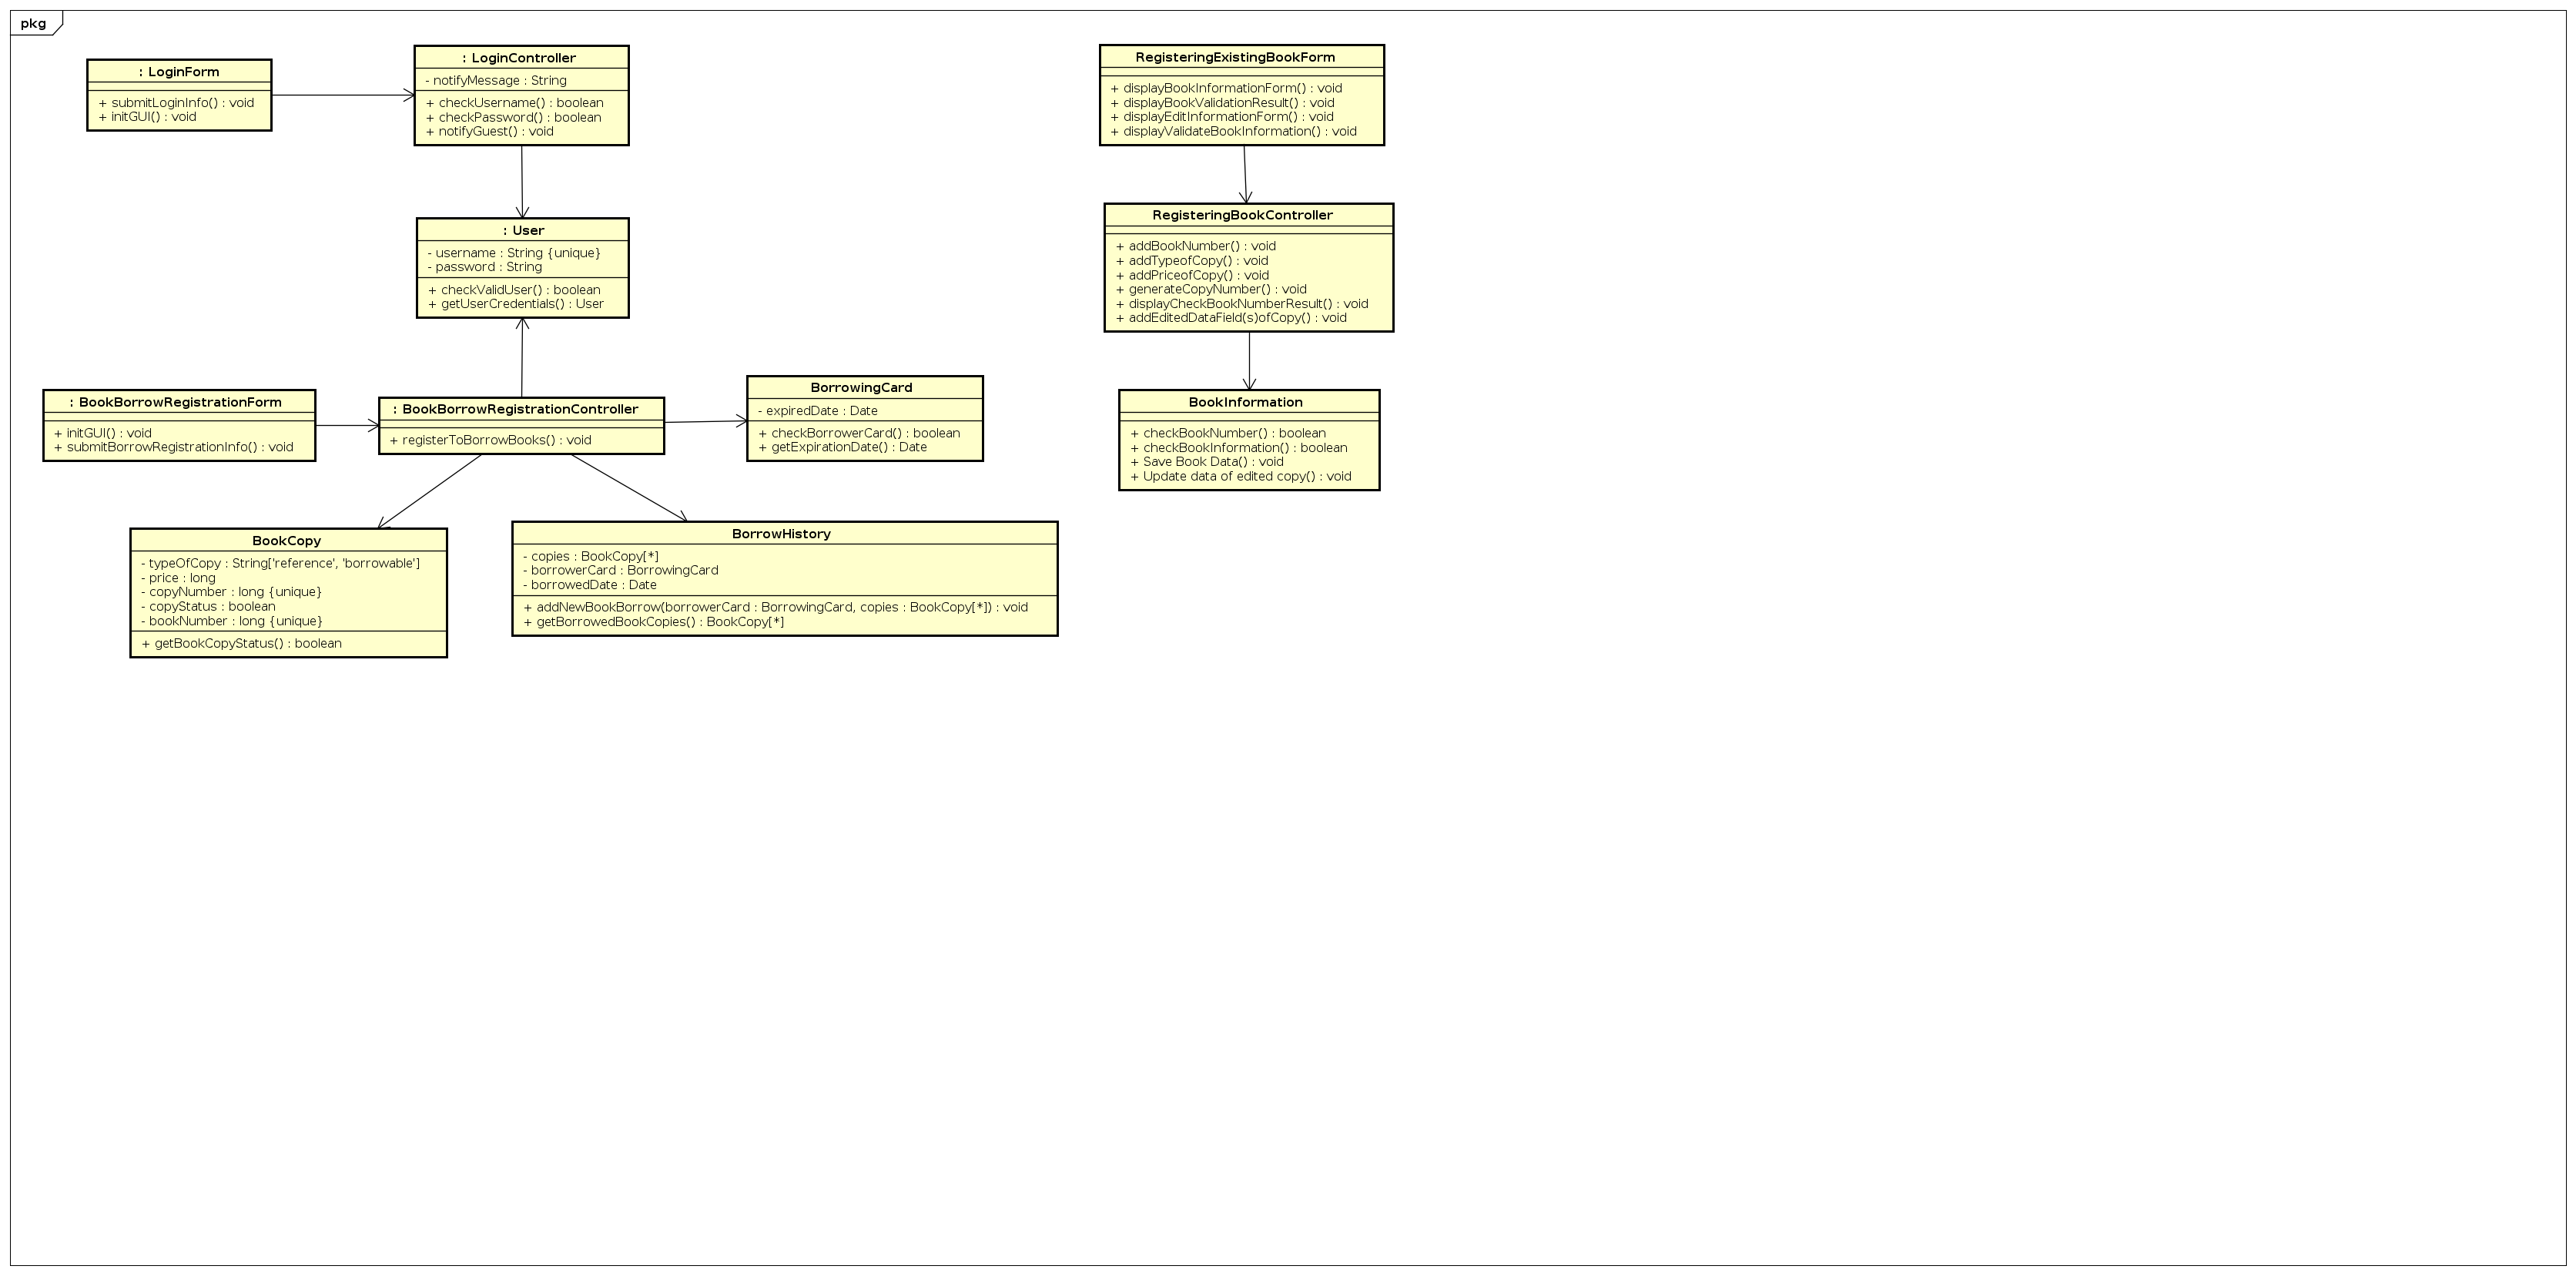 pkg
: LoginForm
+ submitLoginInfo() : void
+ initGUI() : void
: LoginController
- notifyMessage : String
+ checkUsername() : boolean
+ checkPassword() : boolean
+ notifyGuest() : void
RegisteringExistingBookForm
+ displayBookInformationForm() : void
+ displayBookValidationResult() : void
+ displayEditInformationForm() : void
+ displayValidateBookInformation() : void
: User
- username : String {unique}
- password : String
+ checkValidUser() : boolean
+ getUserCredentials() : User
RegisteringBookController
+ addBookNumber() : void
+ addTypeofCopy() : void
+ addPriceofCopy() : void
+ generateCopyNumber() : void
+ displayCheckBookNumberResult() : void
+ addEditedDataField(s)ofCopy() : void
: BookBorrowRegistrationForm
+ initGUI() : void
+ submitBorrowRegistrationInfo() : void
: BookBorrowRegistrationController
+ registerToBorrowBooks() : void
BorrowingCard
- expiredDate : Date
+ checkBorrowerCard() : boolean
+ getExpirationDate() : Date
BookInformation
+ checkBookNumber() : boolean
+ checkBookInformation() : boolean
+ Save Book Data() : void
+ Update data of edited copy() : void
BookCopy
- typeOfCopy : String['reference', 'borrowable']
- price : long
- copyNumber : long {unique}
- copyStatus : boolean
- bookNumber : long {unique}
+ getBookCopyStatus() : boolean
BorrowHistory
- copies : BookCopy[*]
- borrowerCard : BorrowingCard
- borrowedDate : Date
+ addNewBookBorrow(borrowerCard : BorrowingCard, copies : BookCopy[*]) : void
+ getBorrowedBookCopies() : BookCopy[*]